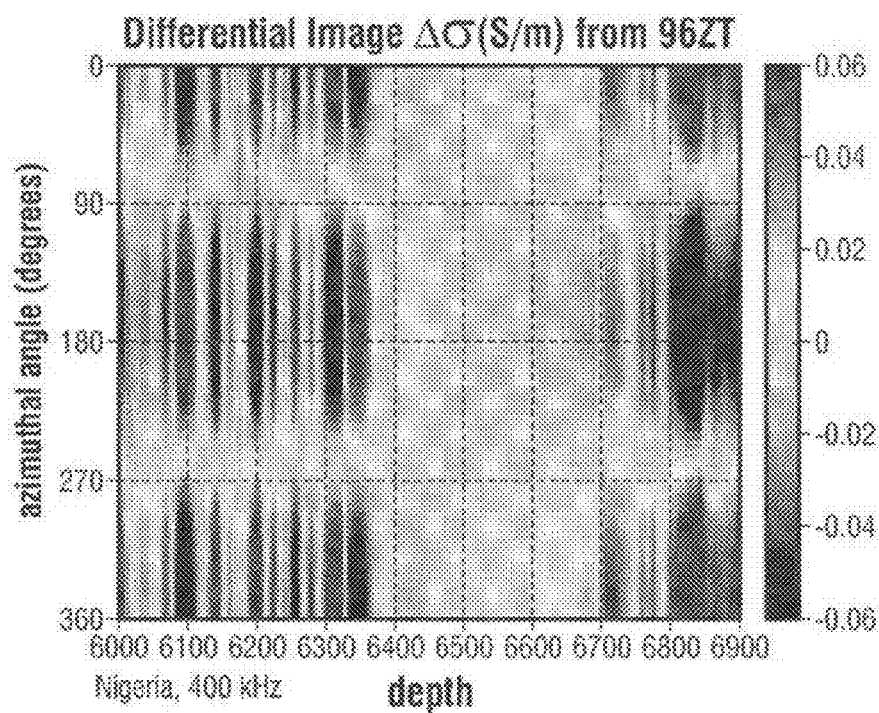 Differential Image Δσ(S/m) from 96ZT
azimuthal angle (degrees)
0
90
180
270
360
6000 6100 6200 6300 6400 6500 6600 6700 6800 6900
0.06
0.04
0.02
0
-0.02
-0.04
-0.06
Nigeria, 400 kHz
depth